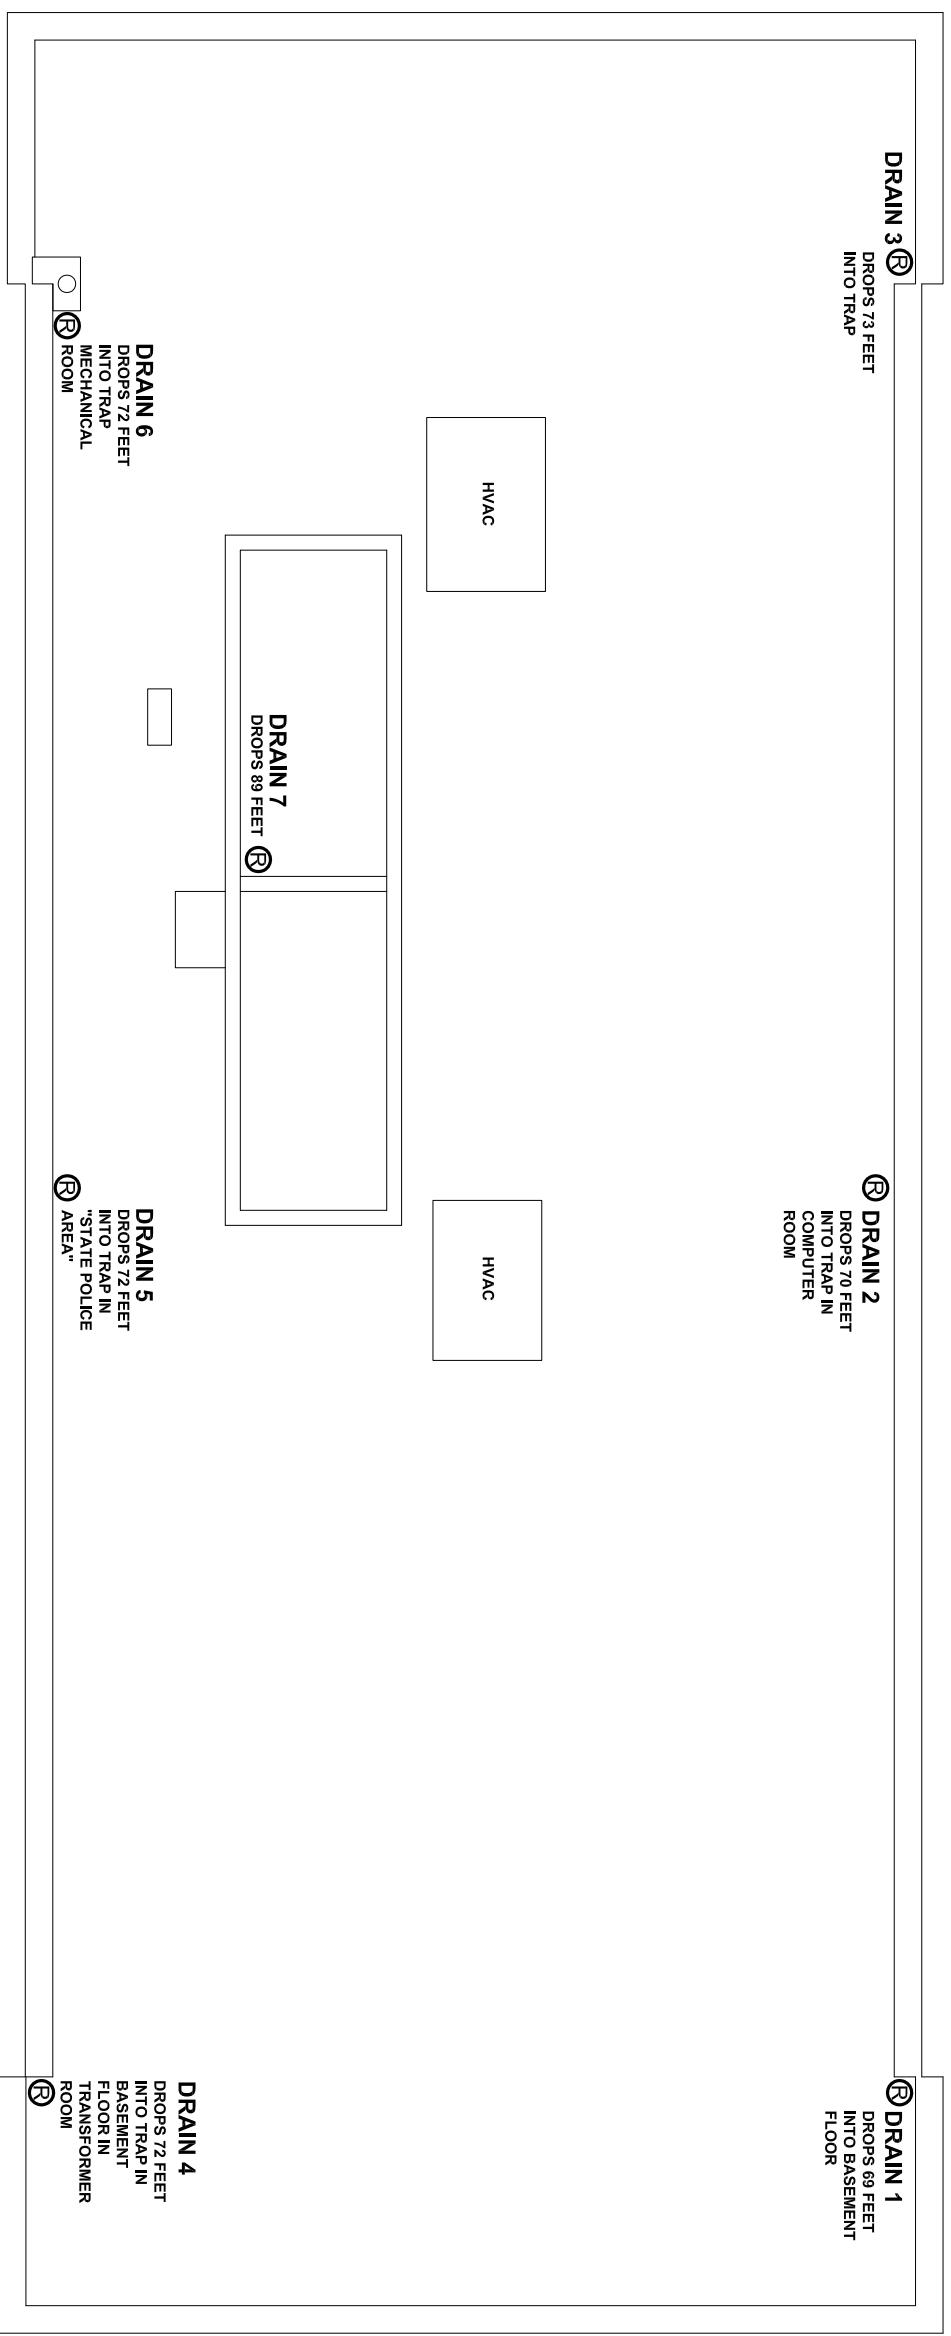 DRAIN 3
Ⓡ
DROPS 73 FEET
INTO TRAP
Ⓡ
DRAIN 2
DROPS 70 FEET
INTO TRAP IN
COMPUTER
ROOM
Ⓡ
DRAIN 1
DROPS 69 FEET
INTO BASEMENT
FLOOR
HVAC
HVAC
DRAIN 7
DROPS 89 FEET
Ⓡ
DRAIN 6
DROPS 72 FEET
INTO TRAP
MECHANICAL
ROOM
Ⓡ
DRAIN 5
DROPS 72 FEET
INTO TRAP IN
"STATE POLICE
AREA"
Ⓡ
DRAIN 4
DROPS 72 FEET
INTO TRAP IN
BASEMENT
FLOOR IN
TRANSFORMER
ROOM
Ⓡ